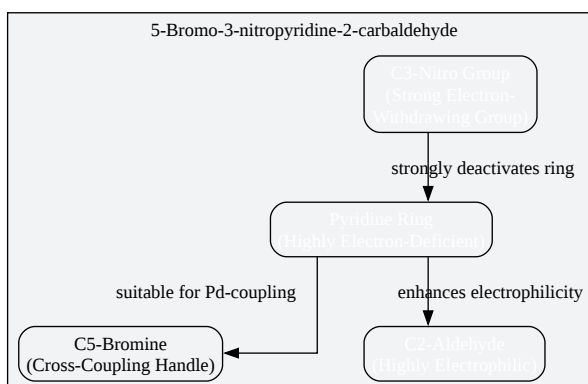 5-Bromo-3-nitropyridine-2-carbaldehyde
C3-Nitro Group
(Strong Electron-
Withdrawing Group)
strongly deactivates ring
Pyridine Ring
(Highly Electron-Deficient)
suitable for Pd-coupling
enhances electrophilicity
C5-Bromine
(Cross-Coupling Handle)
C2-Aldehyde
(Highly Electrophilic)